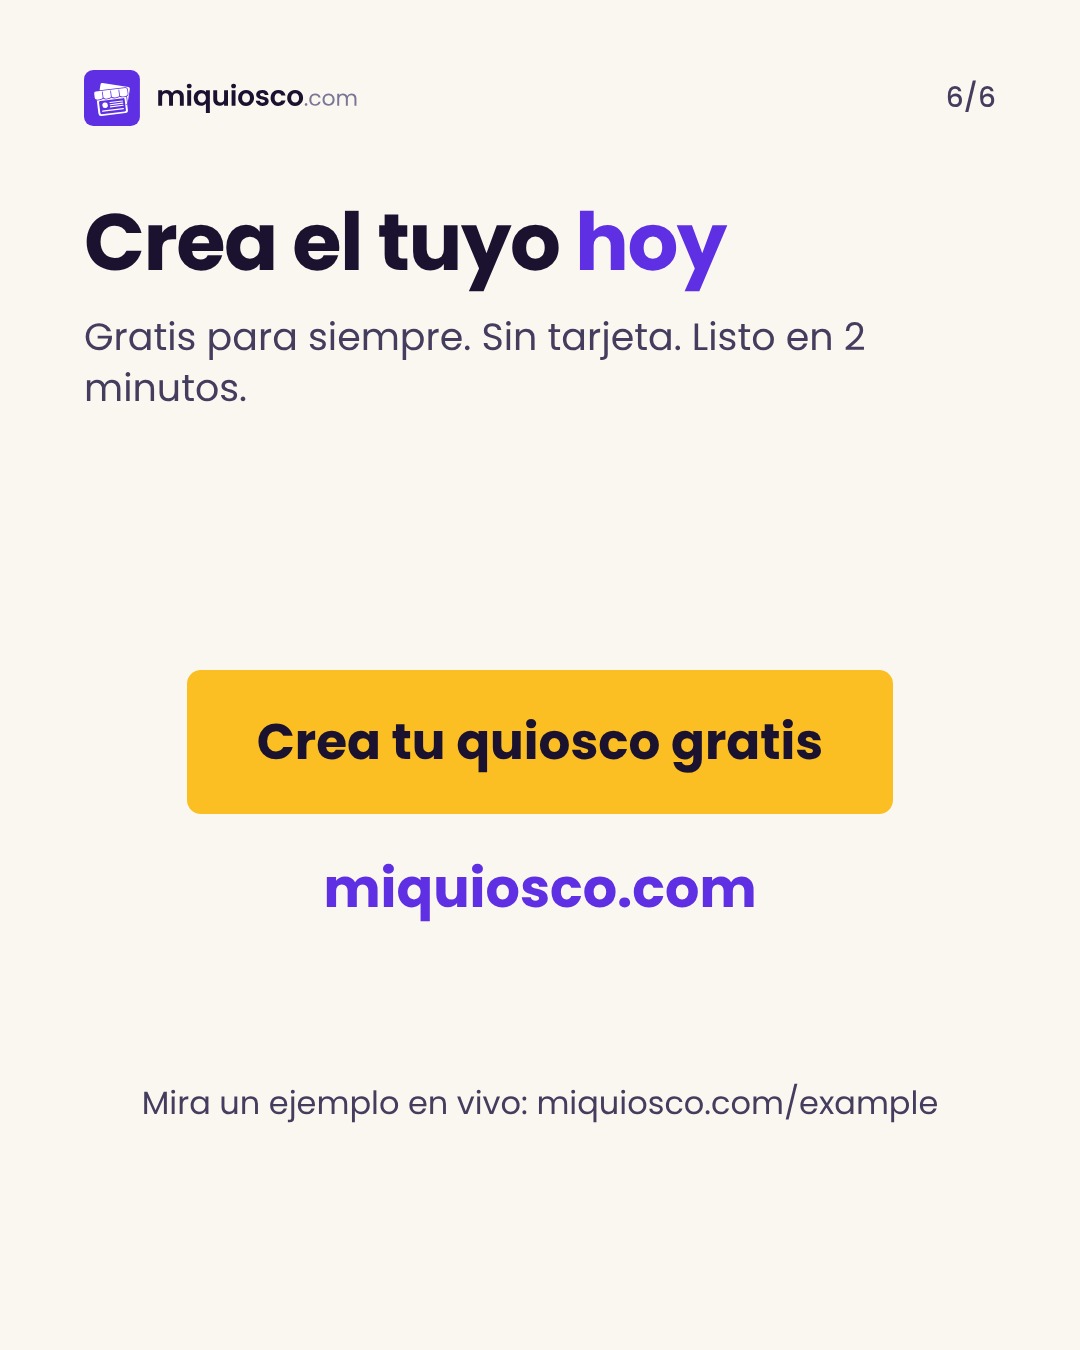 miquiosco.com
6/6
Crea el tuyo hoy
Gratis para siempre. Sin tarjeta. Listo en 2
minutos.
Crea tu quiosco gratis
miquiosco.com
Mira un ejemplo en vivo: miquiosco.com/example